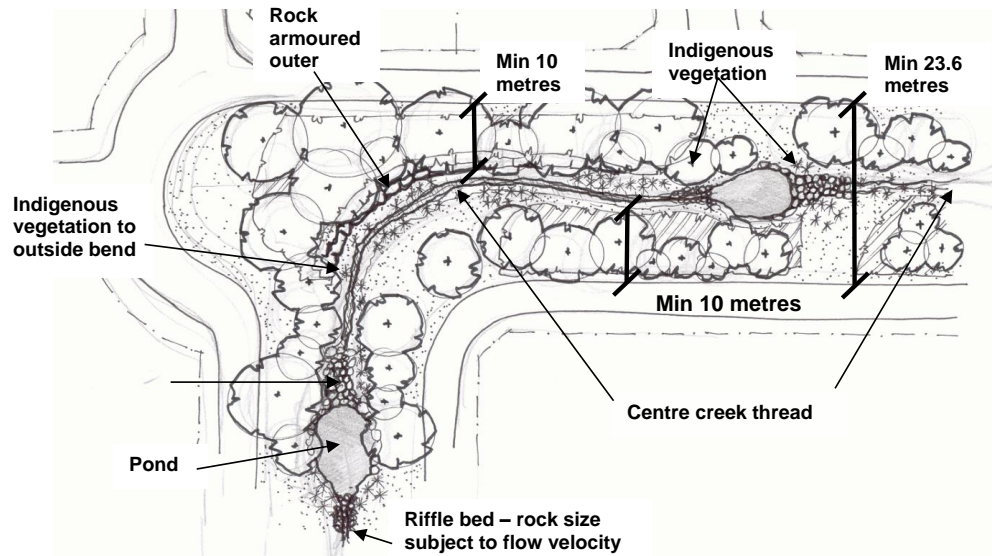 Rock
armoured
outer
Min 10
metres
Indigenous
vegetation
Min 23.6
metres
Indigenous
vegetation to
outside bend
Min 10 metres
Centre creek thread
Pond
Riffle bed – rock size
subject to flow velocity